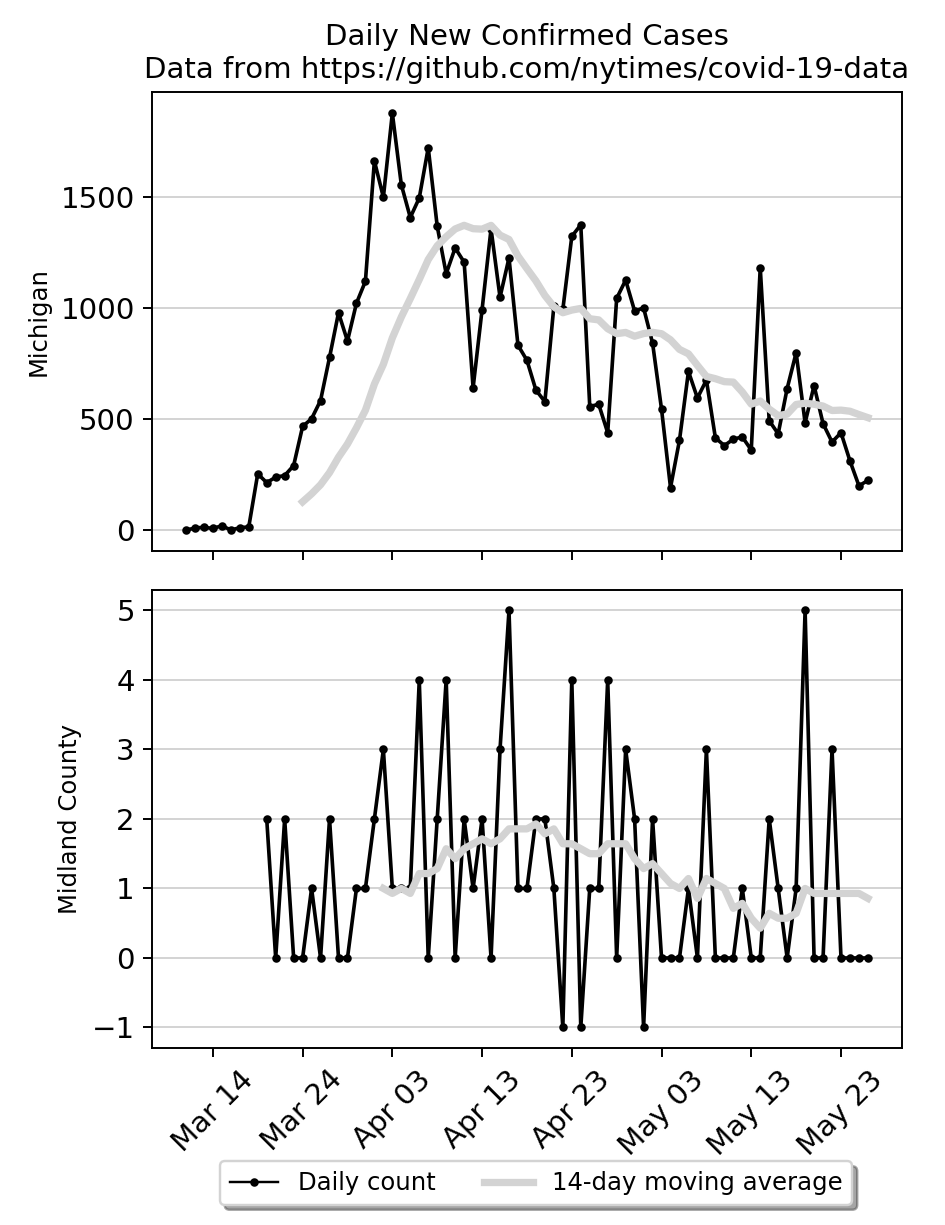 Daily New Confirmed Cases
Data from https://github.com/nytimes/covid-19-data
Michigan
1500
1000
500
0
Midland County
5
4
3
2
1
0
−1
Mar 14
Mar 24
Apr 03
Apr 13
Apr 23
May 03
May 13
May 23
Daily count
14-day moving average